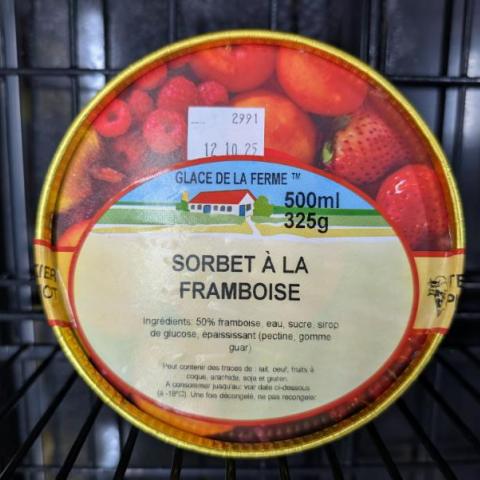 2991
12.10.25
GLACE DE LA FERME ™
500ml
325g
SORBET À LA
FRAMBOISE
Ingrédients: 50% framboise, eau, sucre, sirop
de glucose, épaississant (pectine, gomme
guar)
Peut contenir des traces de : lait, oeuf, fruits à
coque, arachide, soja et gluten.
A consommer jusqu'au: voir date ci-dessous
(à -18°C). Une fois décongelé, ne pas recongeler.